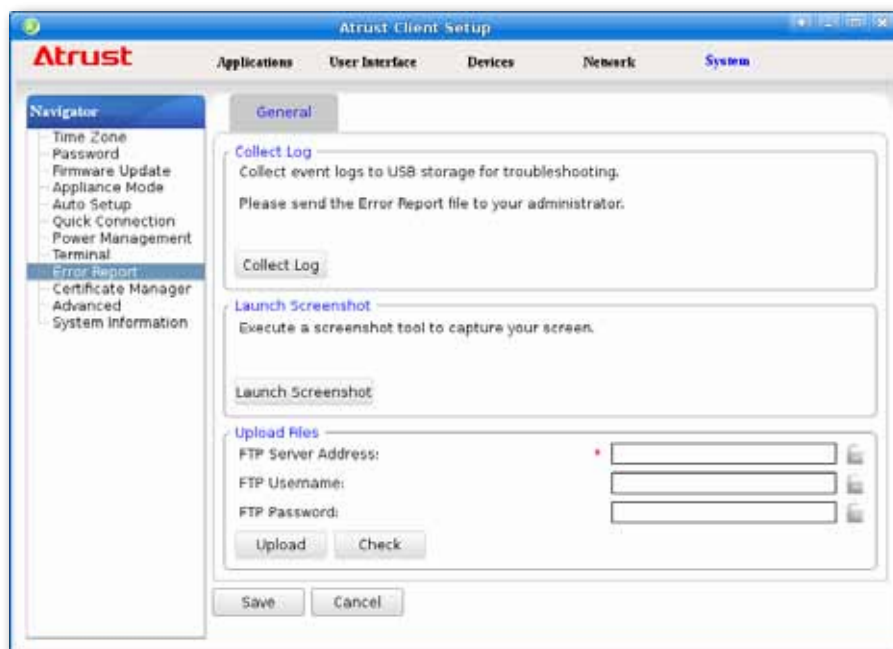 Atrust Client Setup
Atrust
Applications User Interface Devices Network System
Navigator
Time Zone
Password
Firmware Update
Appliance Mode
Auto Setup
Quick Connection
Power Management
Terminal
Error Report
Certificate Manager
Advanced
System Information
General
Collect Log
Collect event logs to USB storage for troubleshooting.
Please send the Error Report file to your administrator.
Collect Log
Launch Screenshot
Execute a screenshot tool to capture your screen.
Launch Screenshot
Upload Files
FTP Server Address: *
FTP Username:
FTP Password:
Upload Check
Save Cancel